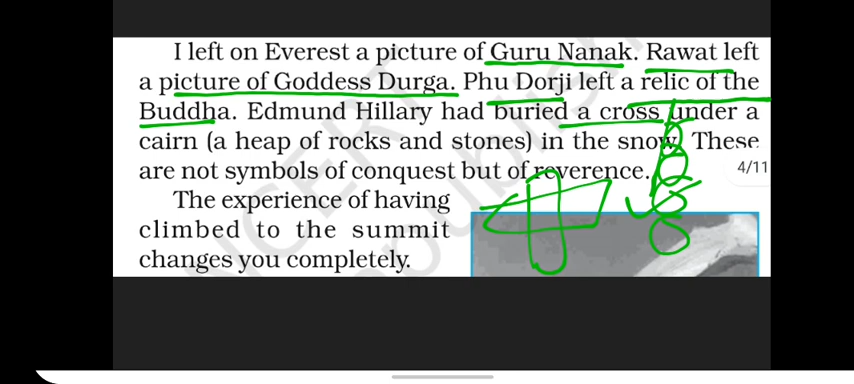 I left on Everest a picture of Guru Nanak. Rawat left
a picture of Goddess Durga. Phu Dorji left a relic of the
Buddha. Edmund Hillary had buried a cross under a
cairn (a heap of rocks and stones) in the snow. These
are not symbols of conquest but of reverence.
4/11
The experience of having
climbed to the summit
changes you completely.